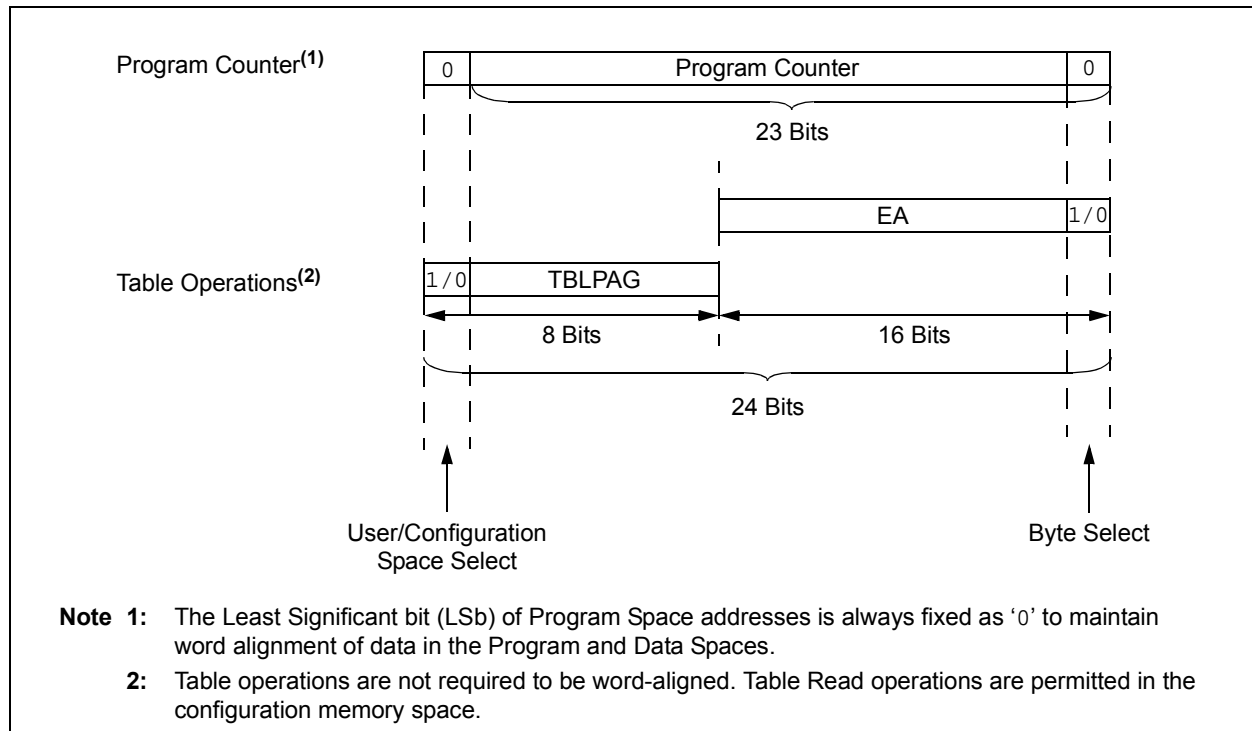 Program Counter(1)
0
Program Counter
0
23 Bits
EA
1/0
Table Operations(2)
1/0
TBLPAG
8 Bits
16 Bits
24 Bits
User/Configuration
Space Select
Byte Select
Note 1: The Least Significant bit (LSb) of Program Space addresses is always fixed as ‘0’ to maintain
word alignment of data in the Program and Data Spaces.
2: Table operations are not required to be word-aligned. Table Read operations are permitted in the
configuration memory space.